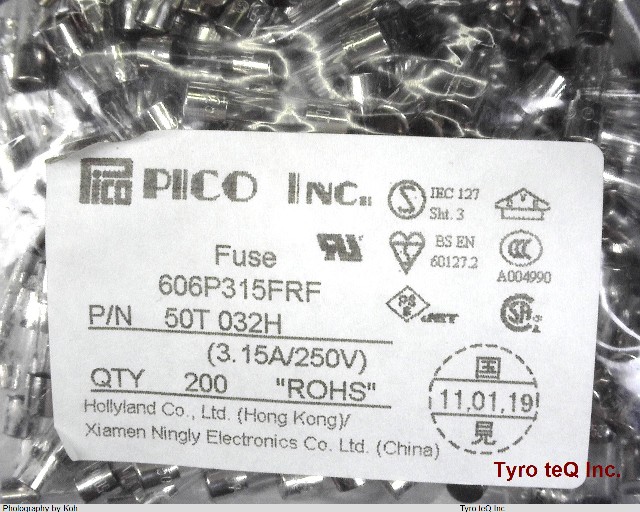 Pico PICO INC.
IEC 127
Sht. 3
Fuse
BS EN
60127.2
A004990
606P315FRF
P/N 50T 032H
PS
E JET
(3.15A/250V)
QTY 200 "ROHS"
国
11,01,19
見
Hollyland Co., Ltd. (Hong Kong)/
Xiamen Ningly Electronics Co. Ltd. (China)
Tyro teQ Inc.
Photography by Koh
Tyro teQ Inc